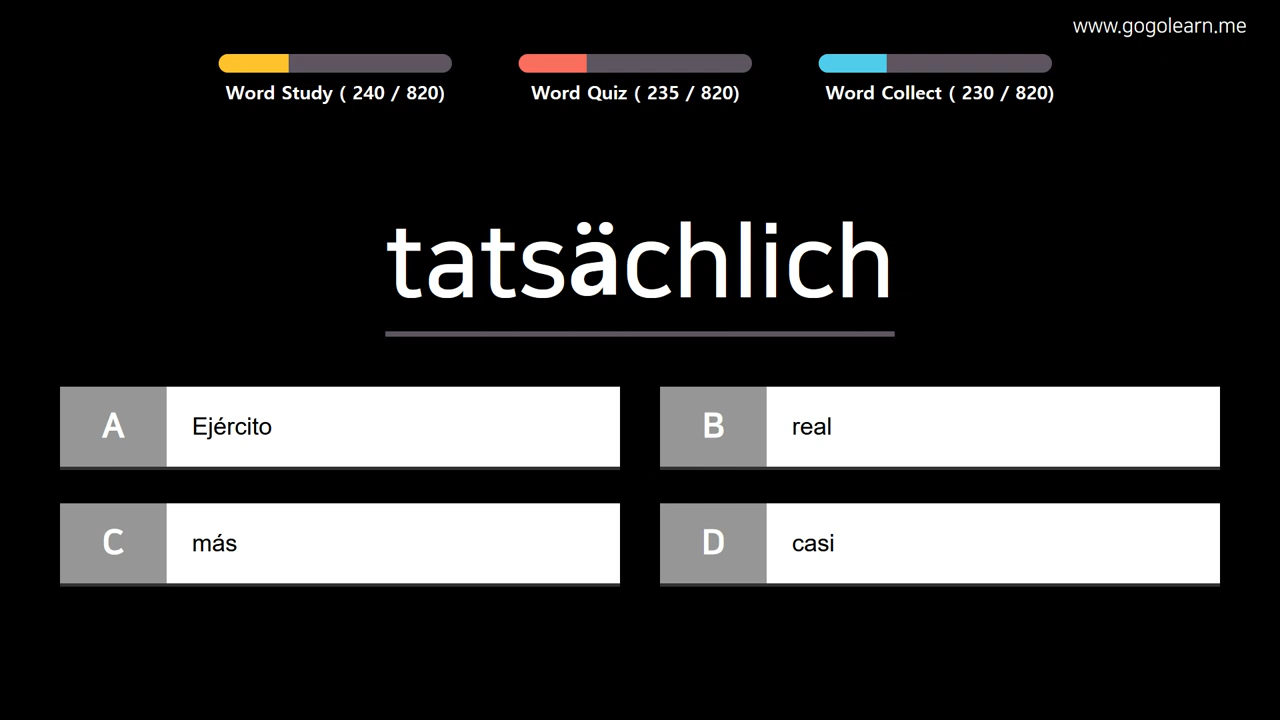 www.gogolearn.me
Word Study ( 240 / 820)
Word Quiz ( 235 / 820)
Word Collect ( 230 / 820)
tatsächlich
A Ejército
B real
C más
D casi